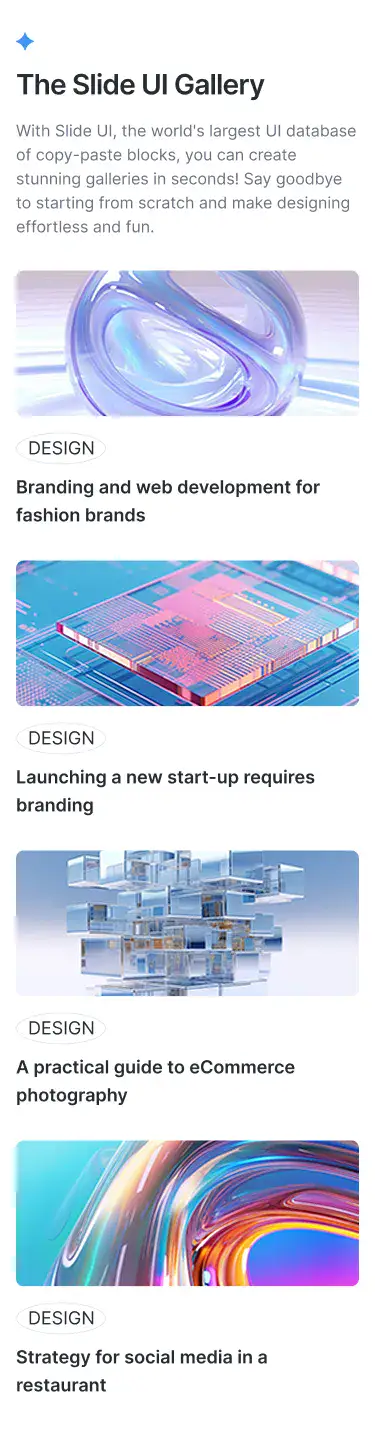 The Slide UI Gallery
With Slide UI, the world's largest UI database
of copy-paste blocks, you can create
stunning galleries in seconds! Say goodbye
to starting from scratch and make designing
effortless and fun.
DESIGN
Branding and web development for
fashion brands
DESIGN
Launching a new start-up requires
branding
DESIGN
A practical guide to eCommerce
photography
DESIGN
Strategy for social media in a
restaurant